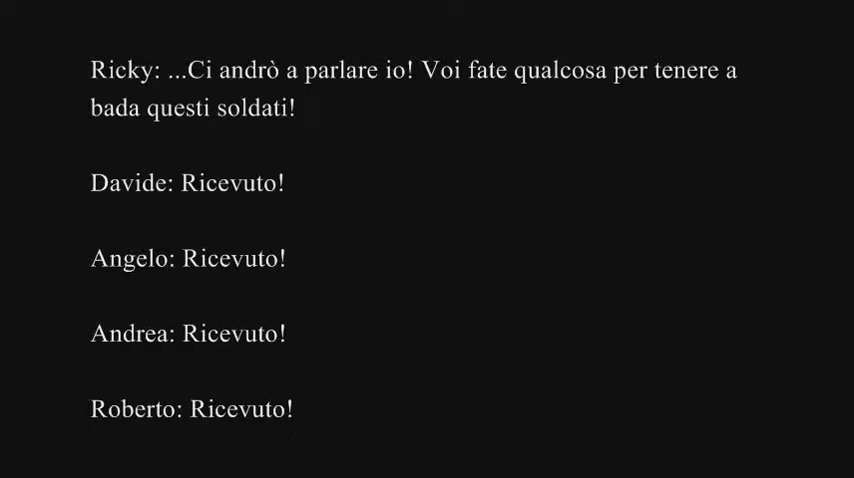 Ricky: ...Ci andrò a parlare io! Voi fate qualcosa per tenere a
bada questi soldati!
Davide: Ricevuto!
Angelo: Ricevuto!
Andrea: Ricevuto!
Roberto: Ricevuto!